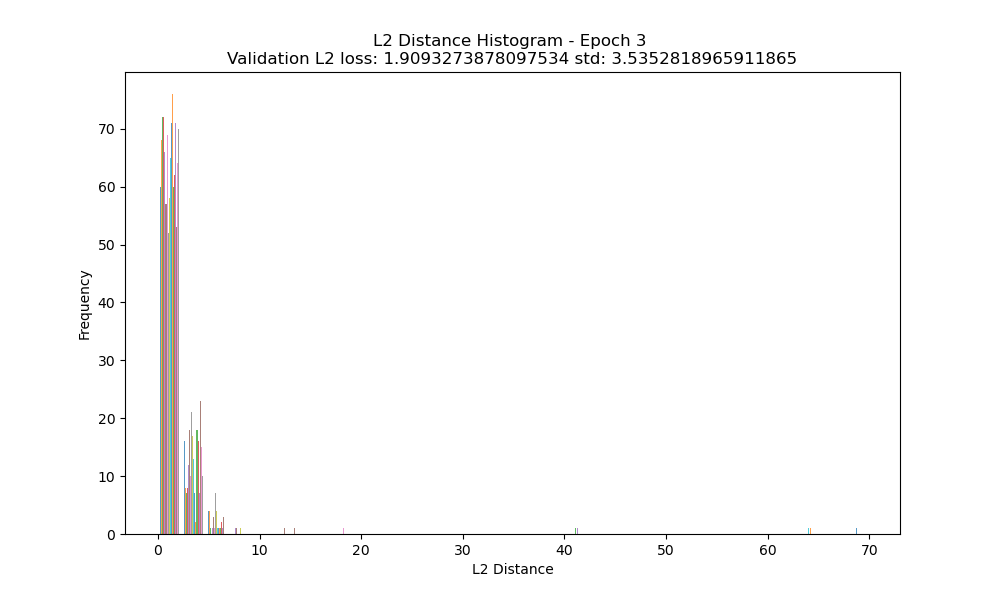 L2 Distance Histogram - Epoch 3
Validation L2 loss: 1.9093273878097534 std: 3.5352818965911865
Frequency
70
60
50
40
30
20
10
0
0 10 20 30 40 50 60 70
L2 Distance